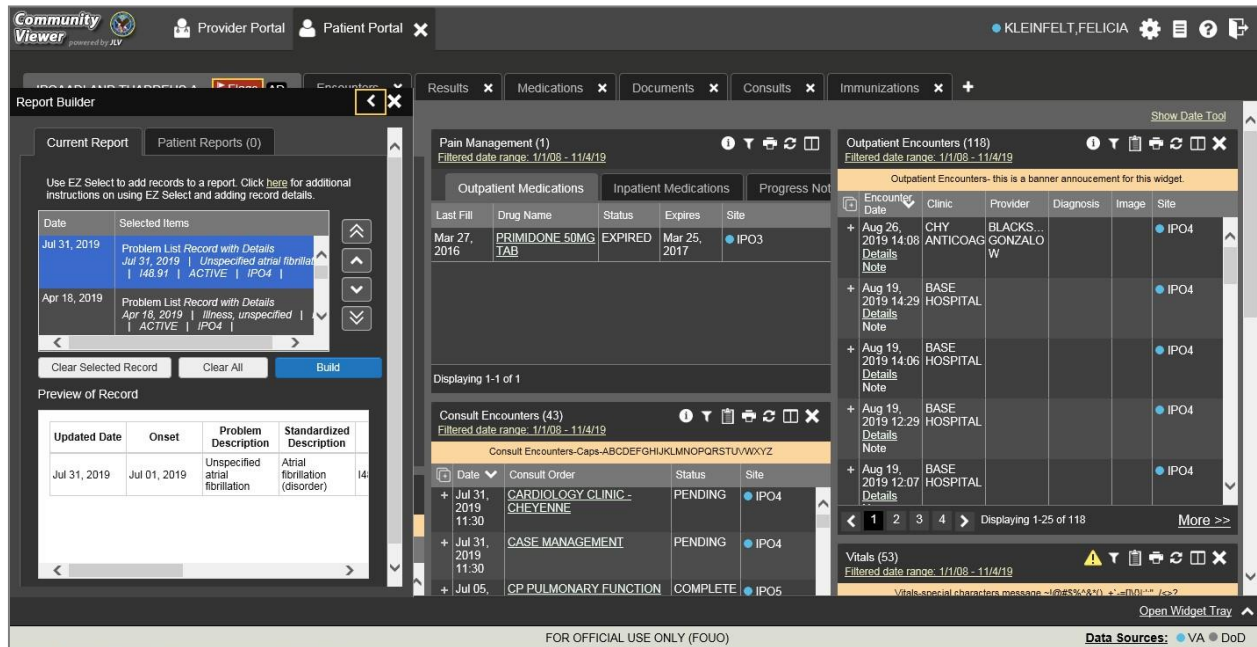 Community
Viewer powered by JLV
Provider Portal
Patient Portal
KLEINFELT,FELICIA
Flags
Encounters
Results
Medications
Documents
Consults
Immunizations
Report Builder
Current Report
Patient Reports (0)
Use EZ Select to add records to a report. Click here for additional
instructions on using EZ Select and adding record details.
Date Selected Items
Jul 31, 2019 Problem List Record with Details
Jul 31, 2019 | Unspecified atrial fibrillat
| I48.91 | ACTIVE | IPO4 |
Apr 18, 2019 Problem List Record with Details
Apr 18, 2019 | Illness, unspecified |
| ACTIVE | IPO4 |
Clear Selected Record
Clear All
Build
Preview of Record
Updated Date Onset Problem Description Standardized Description
Jul 31, 2019 Jul 01, 2019 Unspecified atrial fibrillation Atrial fibrillation (disorder)
Show Date Tool
Pain Management (1)
Filtered date range: 1/1/08 - 11/4/19
Outpatient Medications
Inpatient Medications
Progress Not
Last Fill Drug Name Status Expires Site
Mar 27, 2016 PRIMIDONE 50MG TAB EXPIRED Mar 25, 2017 IPO3
Displaying 1-1 of 1
Consult Encounters (43)
Filtered date range: 1/1/08 - 11/4/19
Consult Encounters-Caps-ABCDEFGHIJKLMNOPQRSTUVWXYZ
Date Consult Order Status Site
+ Jul 31, 2019 11:30 CARDIOLOGY CLINIC - CHEYENNE PENDING IPO4
+ Jul 31, 2019 11:30 CASE MANAGEMENT PENDING IPO4
+ Jul 05, CP PULMONARY FUNCTION COMPLETE IPO5
Outpatient Encounters (118)
Filtered date range: 1/1/08 - 11/4/19
Outpatient Encounters- this is a banner annoucement for this widget.
Encounter Date Clinic Provider Diagnosis Image Site
+ Aug 26, 2019 14:08 Details Note CHY ANTICOAG BLACKS... GONZALO W IPO4
+ Aug 19, 2019 14:29 Details Note BASE HOSPITAL IPO4
+ Aug 19, 2019 14:06 Details Note BASE HOSPITAL IPO4
+ Aug 19, 2019 12:29 Details Note BASE HOSPITAL IPO4
+ Aug 19, 2019 12:07 Details BASE HOSPITAL IPO4
1 2 3 4 Displaying 1-25 of 118 More >>
Vitals (53)
Filtered date range: 1/1/08 - 11/4/19
Vitals-special characters message
Open Widget Tray
FOR OFFICIAL USE ONLY (FOUO)
Data Sources: VA DoD